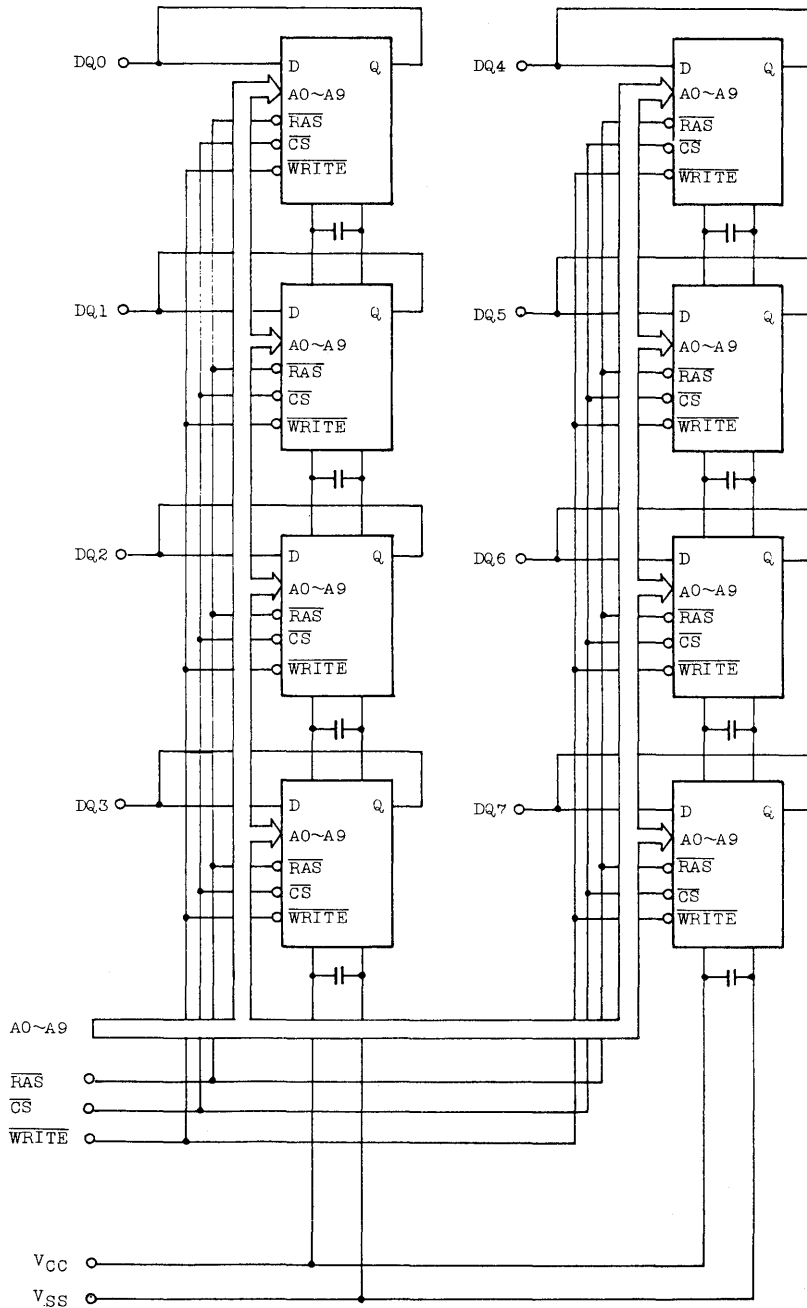 DQ0
D Q
A0~A9
RAS
CS
WRITE
DQ1
D Q
A0~A9
RAS
CS
WRITE
DQ2
D Q
A0~A9
RAS
CS
WRITE
DQ3
D Q
A0~A9
RAS
CS
WRITE
DQ4
D Q
A0~A9
RAS
CS
WRITE
DQ5
D Q
A0~A9
RAS
CS
WRITE
DQ6
D Q
A0~A9
RAS
CS
WRITE
DQ7
D Q
A0~A9
RAS
CS
WRITE
A0~A9
RAS
CS
WRITE
VCC
VSS